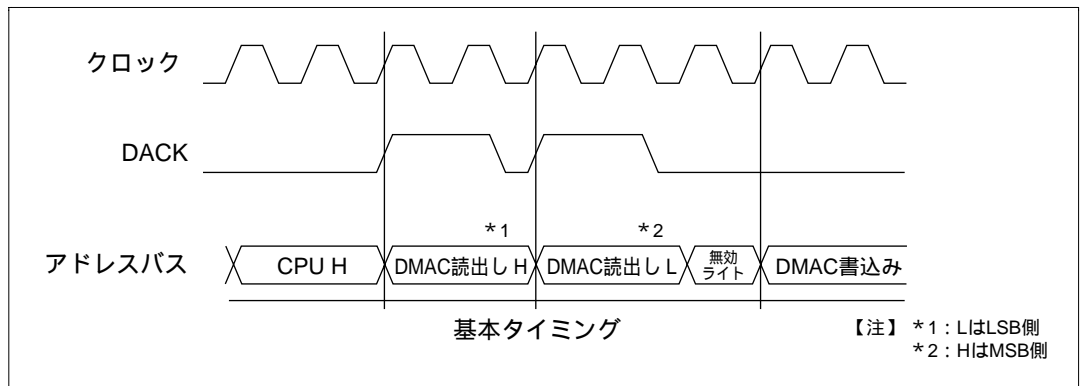 クロック
DACK
*1
*2
アドレスバス
CPU H
DMAC読出し H
DMAC読出し L
無効
ライト
DMAC書込み
基本タイミング
【注】 *1:LはLSB側
*2:HはMSB側